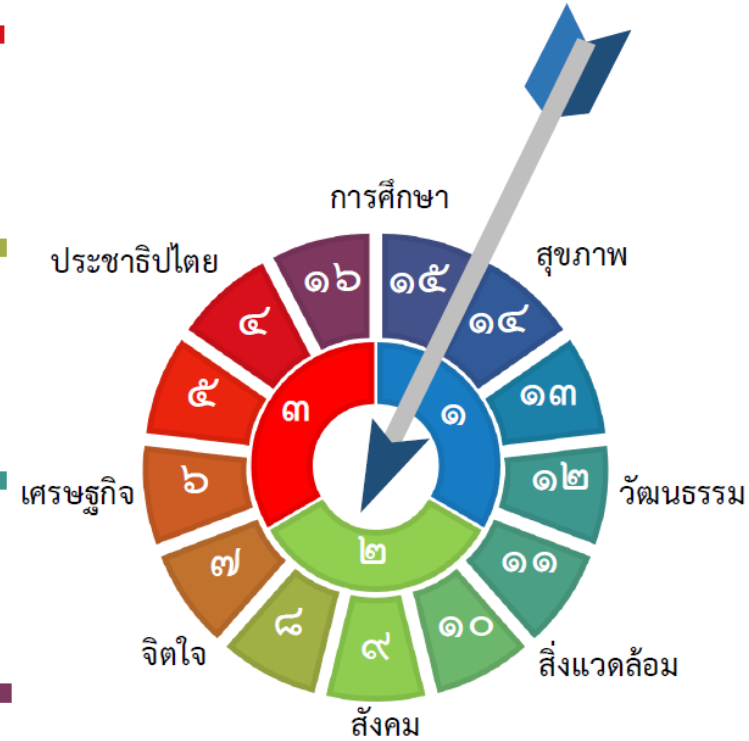 การศึกษา
ประชาธิปไตย
สุขภาพ
๑๖
๑๕
๔
๑๔
๕
๓
๑
๑๓
เศรษฐกิจ
๖
๑๒
วัฒนธรรม
๒
๗
๑๑
๘
๙
๑๐
จิตใจ
สิ่งแวดล้อม
สังคม